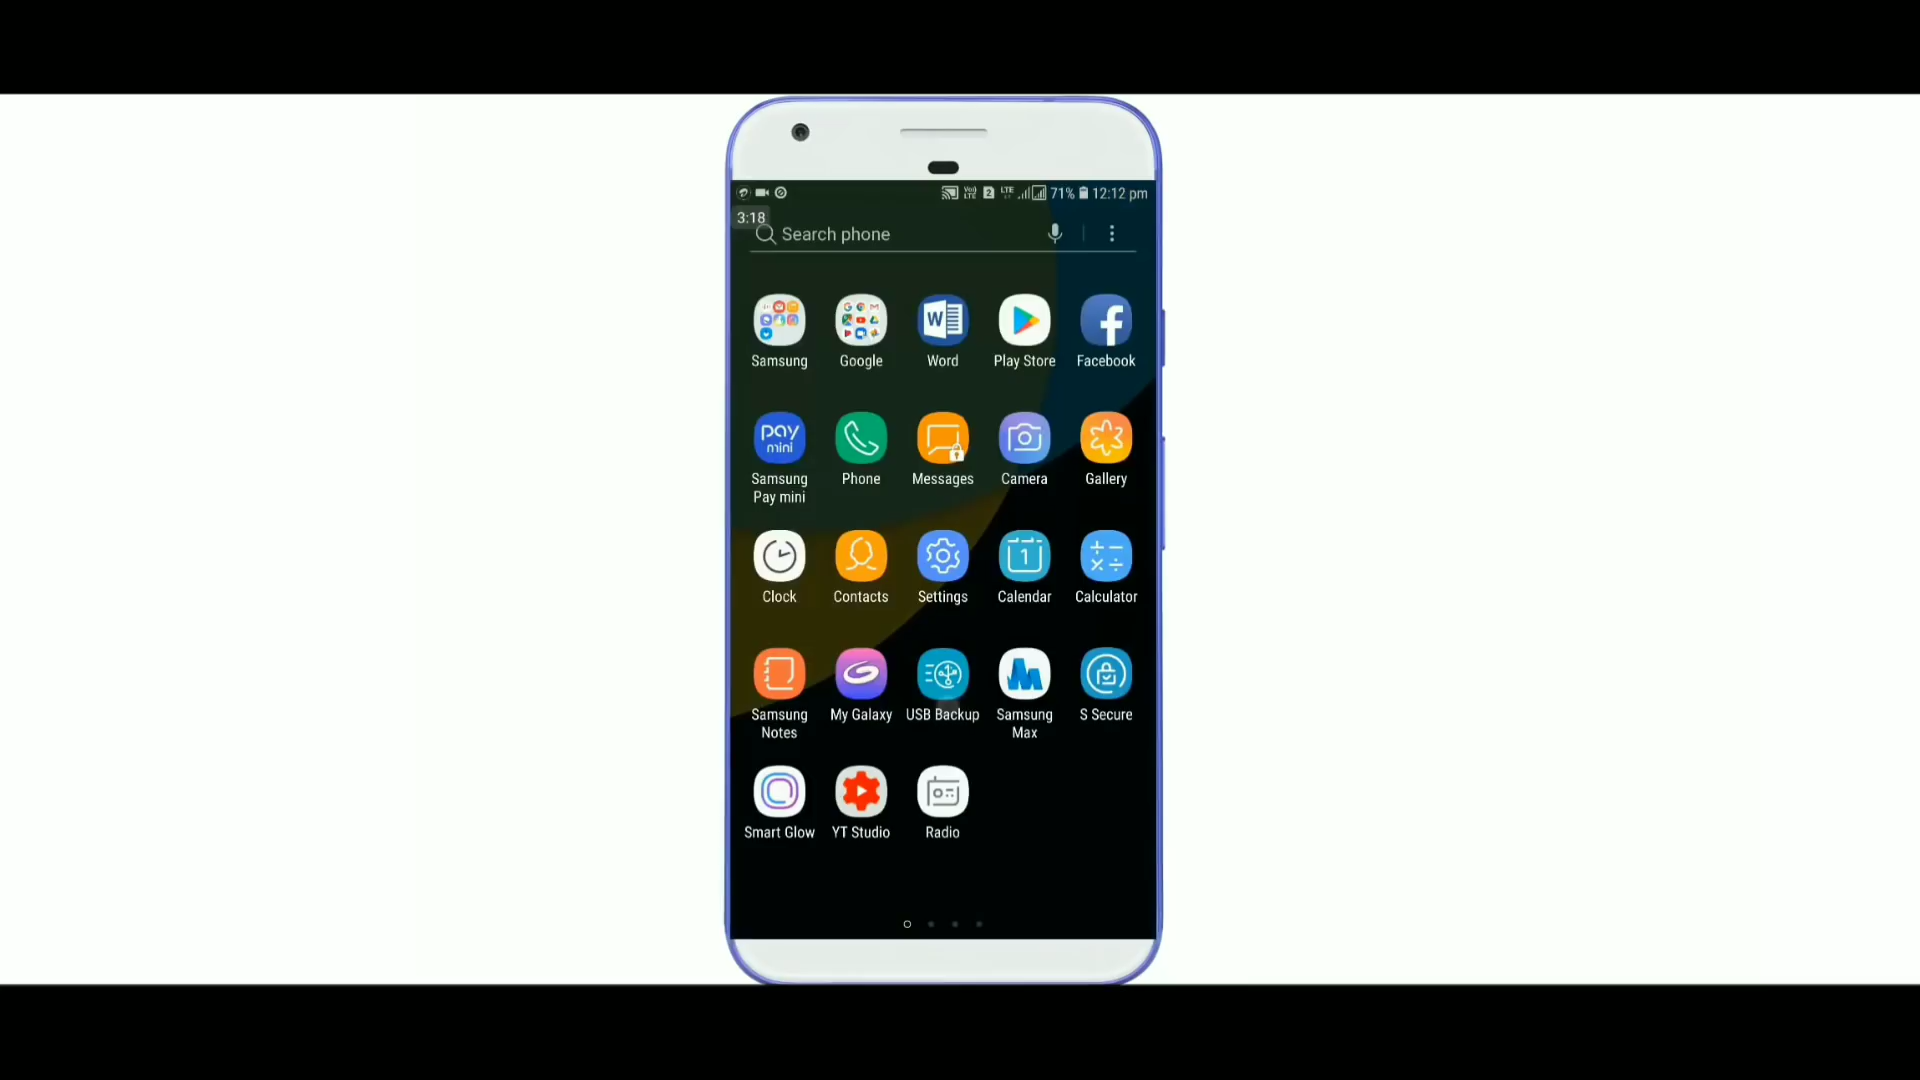 71% 12:12 pm
3:18
Search phone
Samsung Google Word Play Store Facebook
pay
mini
Samsung Pay mini Phone Messages Camera Gallery
1
Clock Contacts Settings Calendar Calculator
Samsung Notes My Galaxy USB Backup Samsung Max S Secure
Smart Glow YT Studio Radio